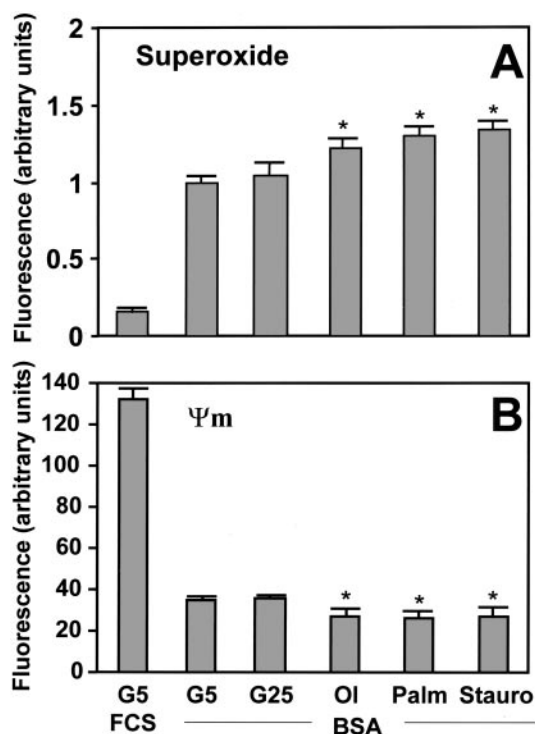 Superoxide
A
Fluorescence (arbitrary units)
2
1.5
1
0.5
0
* * *
Ψm
B
Fluorescence (arbitrary units)
140
120
100
80
60
40
20
0
* * *
G5 G5 G25 Ol Palm Stauro
FCS BSA